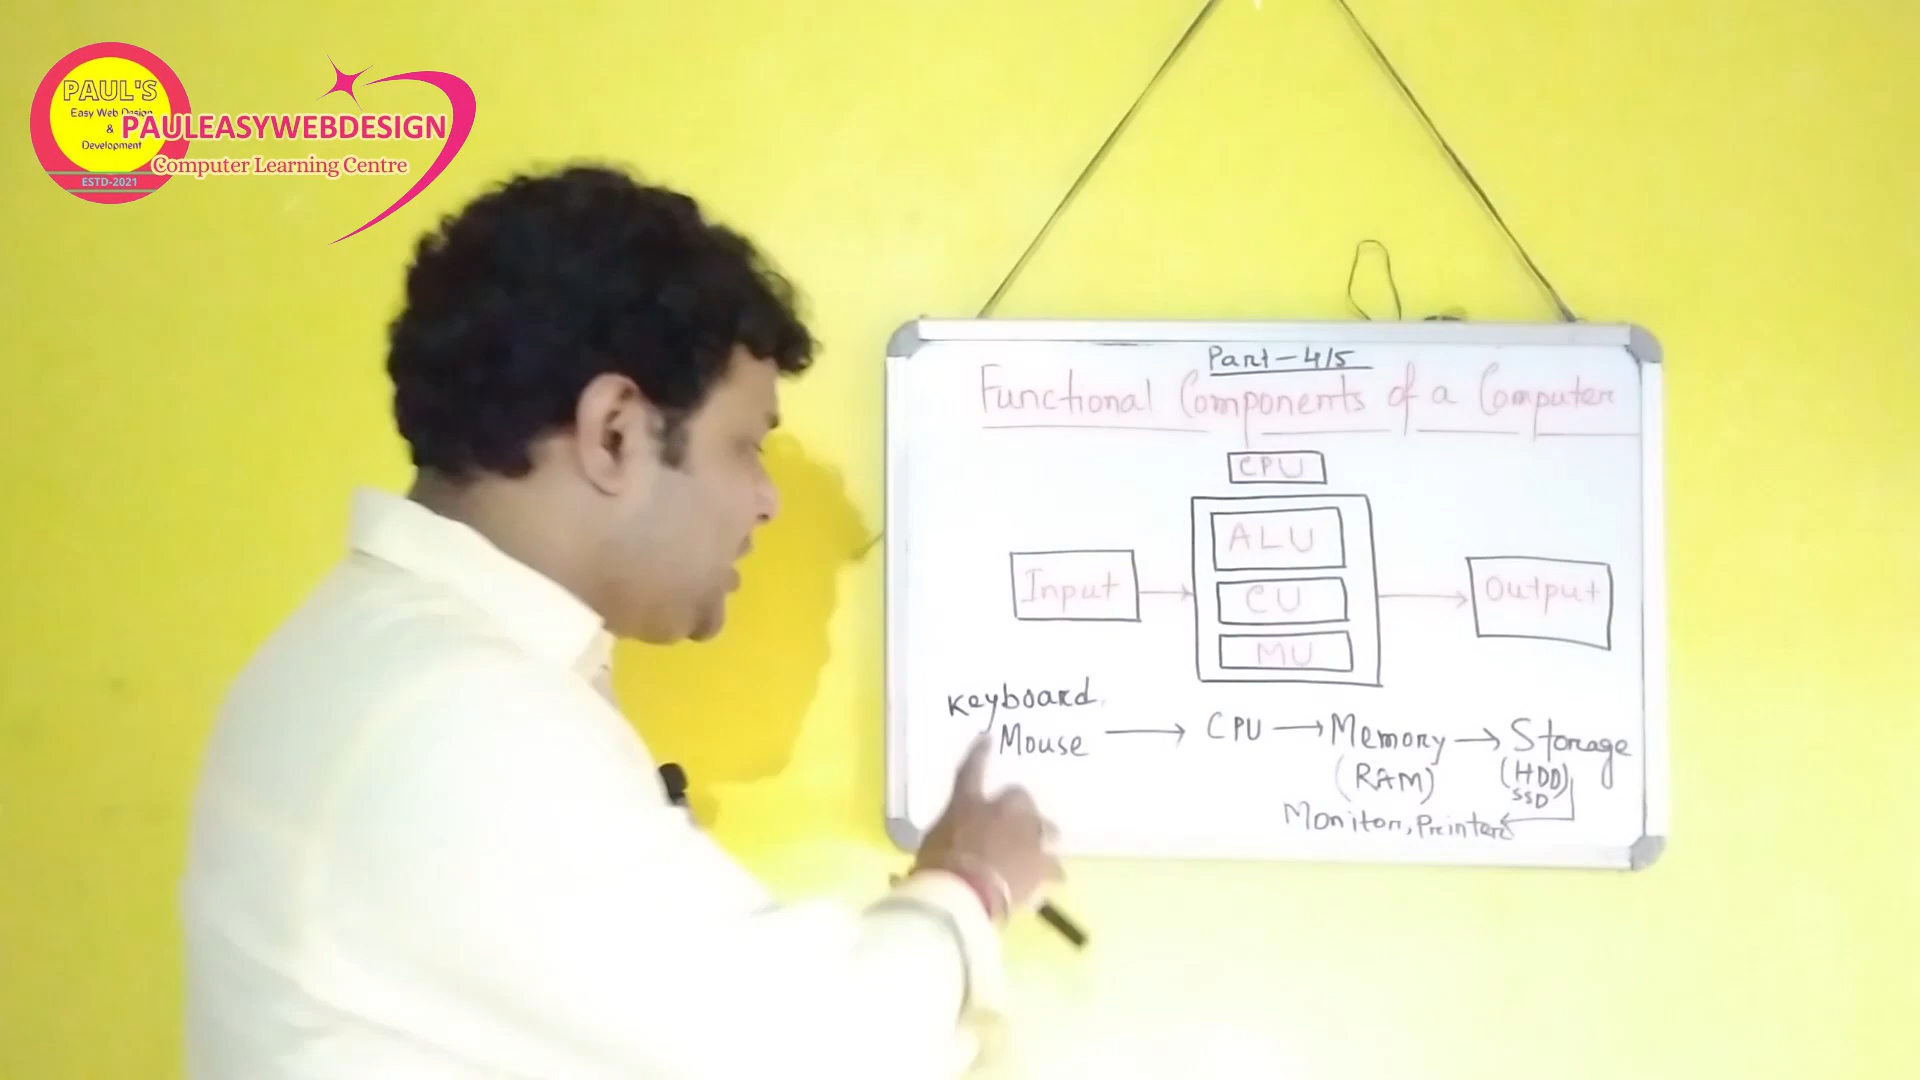 PAUL'S
Easy Web Design
&
Development
ESTD-2021
PAULEASYWEBDESIGN
Computer Learning Centre
Part-4/5
Functional Components of a Computer
CPU
ALU
Input
CU
Output
MU
Keyboard,
Mouse → CPU → Memory → Storage
(RAM)
(HDD)
SSD
Monitor, Printer